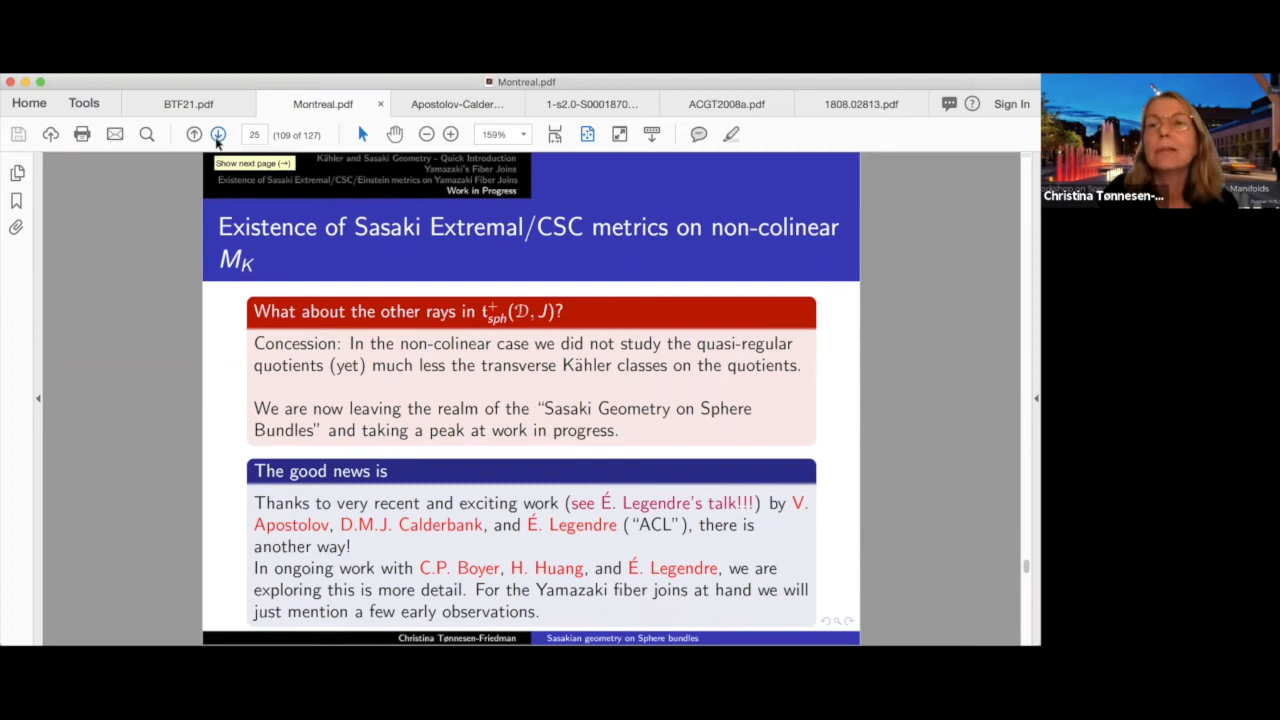 Montreal.pdf
Home
Tools
BTF21.pdf
Montreal.pdf
×
Apostolov-Calder...
1-s2.0-S0001870...
ACGT2008a.pdf
1808.02813.pdf
Sign In
25
(109 of 127)
159%
Show next page (→)
Kähler and Sasaki Geometry - Quick Introduction
Yamazaki's Fiber Joins
Existence of Sasaki Extremal/CSC/Einstein metrics on Yamazaki Fiber Joins
Work in Progress
Existence of Sasaki Extremal/CSC metrics on non-colinear
M_K
What about the other rays in 𝔱⁺_sph(𝒟, J)?
Concession: In the non-colinear case we did not study the quasi-regular
quotients (yet) much less the transverse Kähler classes on the quotients.
We are now leaving the realm of the “Sasaki Geometry on Sphere
Bundles” and taking a peak at work in progress.
The good news is
Thanks to very recent and exciting work (see É. Legendre's talk!!!) by V.
Apostolov, D.M.J. Calderbank, and É. Legendre (“ACL”), there is
another way!
In ongoing work with C.P. Boyer, H. Huang, and É. Legendre, we are
exploring this is more detail. For the Yamazaki fiber joins at hand we will
just mention a few early observations.
Christina Tønnesen-Friedman
Sasakian geometry on Sphere bundles
Manifolds
Christina Tønnesen-...